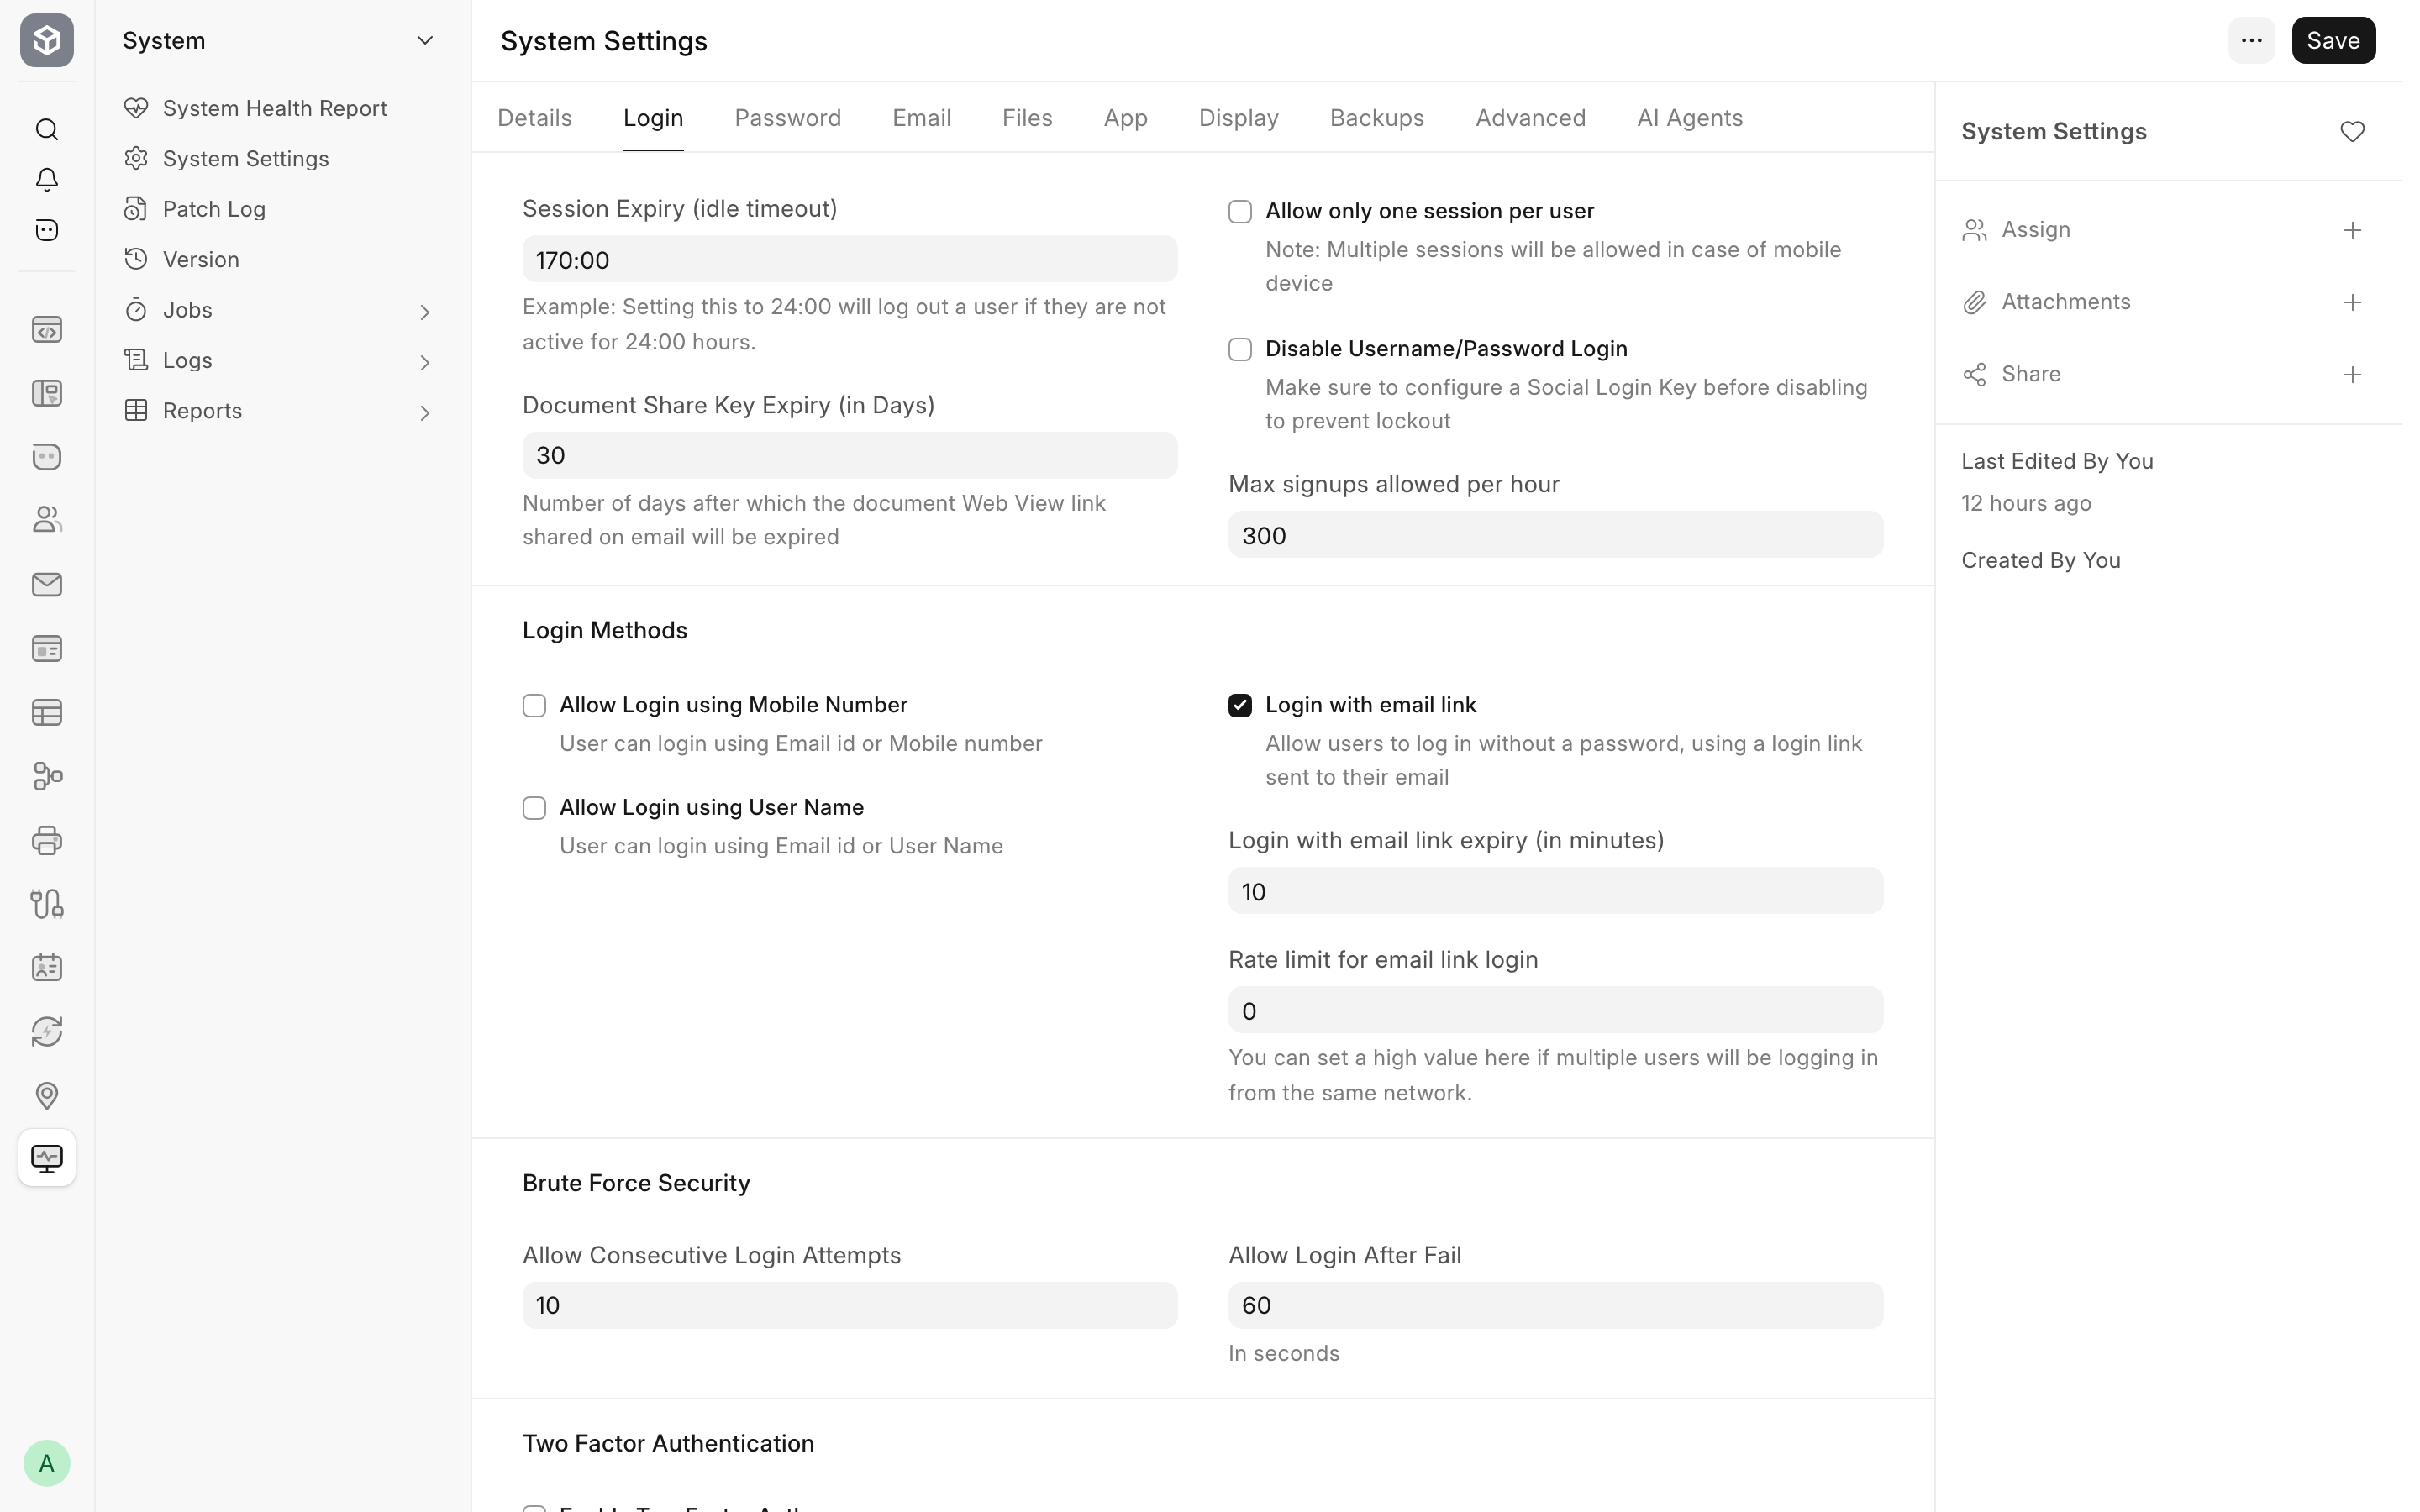 System
System Health Report
System Settings
Patch Log
Version
Jobs
Logs
Reports
A
System Settings
Save
Details
Login
Password
Email
Files
App
Display
Backups
Advanced
AI Agents
Session Expiry (idle timeout)
170:00
Example: Setting this to 24:00 will log out a user if they are not
active for 24:00 hours.
Document Share Key Expiry (in Days)
30
Number of days after which the document Web View link
shared on email will be expired
Allow only one session per user
Note: Multiple sessions will be allowed in case of mobile
device
Disable Username/Password Login
Make sure to configure a Social Login Key before disabling
to prevent lockout
Max signups allowed per hour
300
Login Methods
Allow Login using Mobile Number
User can login using Email id or Mobile number
Allow Login using User Name
User can login using Email id or User Name
Login with email link
Allow users to log in without a password, using a login link
sent to their email
Login with email link expiry (in minutes)
10
Rate limit for email link login
0
You can set a high value here if multiple users will be logging in
from the same network.
Brute Force Security
Allow Consecutive Login Attempts
10
Allow Login After Fail
60
In seconds
Two Factor Authentication
System Settings
Assign
Attachments
Share
Last Edited By You
12 hours ago
Created By You